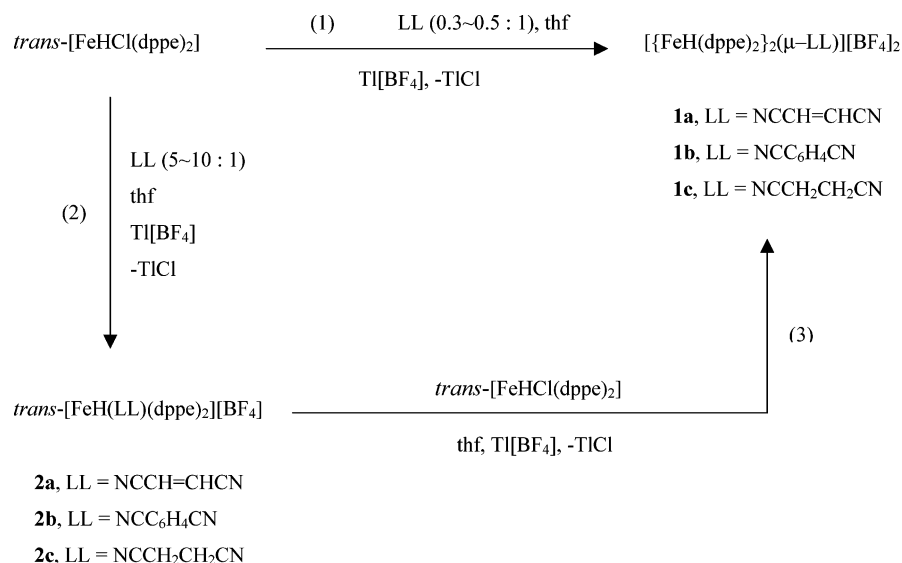 (1) LL (0.3~0.5 : 1), thf
trans-[FeHCl(dppe)₂] [{FeH(dppe)₂}₂(μ–LL)][BF₄]₂
Tl[BF₄], -TlCl
1a, LL = NCCH=CHCN
1b, LL = NCC₆H₄CN
1c, LL = NCCH₂CH₂CN
LL (5~10 : 1)
thf
(2)
Tl[BF₄]
-TlCl
(3)
trans-[FeHCl(dppe)₂]
trans-[FeH(LL)(dppe)₂][BF₄]
thf, Tl[BF₄], -TlCl
2a, LL = NCCH=CHCN
2b, LL = NCC₆H₄CN
2c, LL = NCCH₂CH₂CN